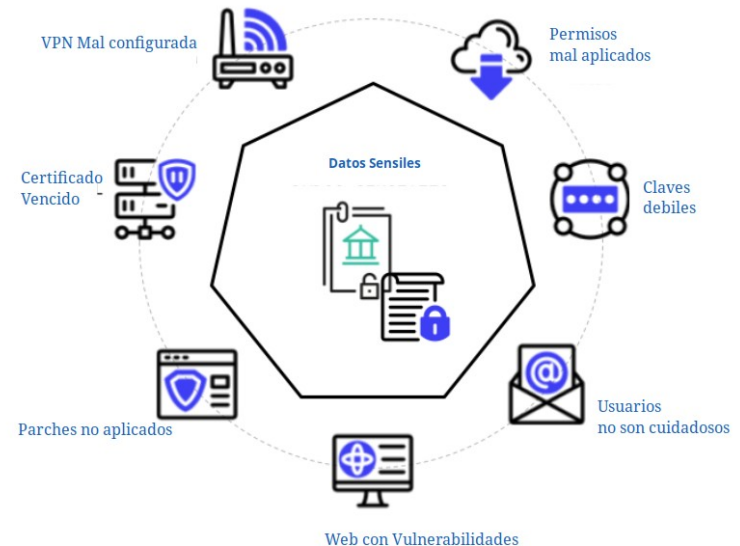 VPN Mal configurada
Permisos
mal aplicados
Datos Sensiles
Certificado
Vencido
Claves
debiles
Usuarios
no son cuidadosos
Parches no aplicados
Web con Vulnerabilidades